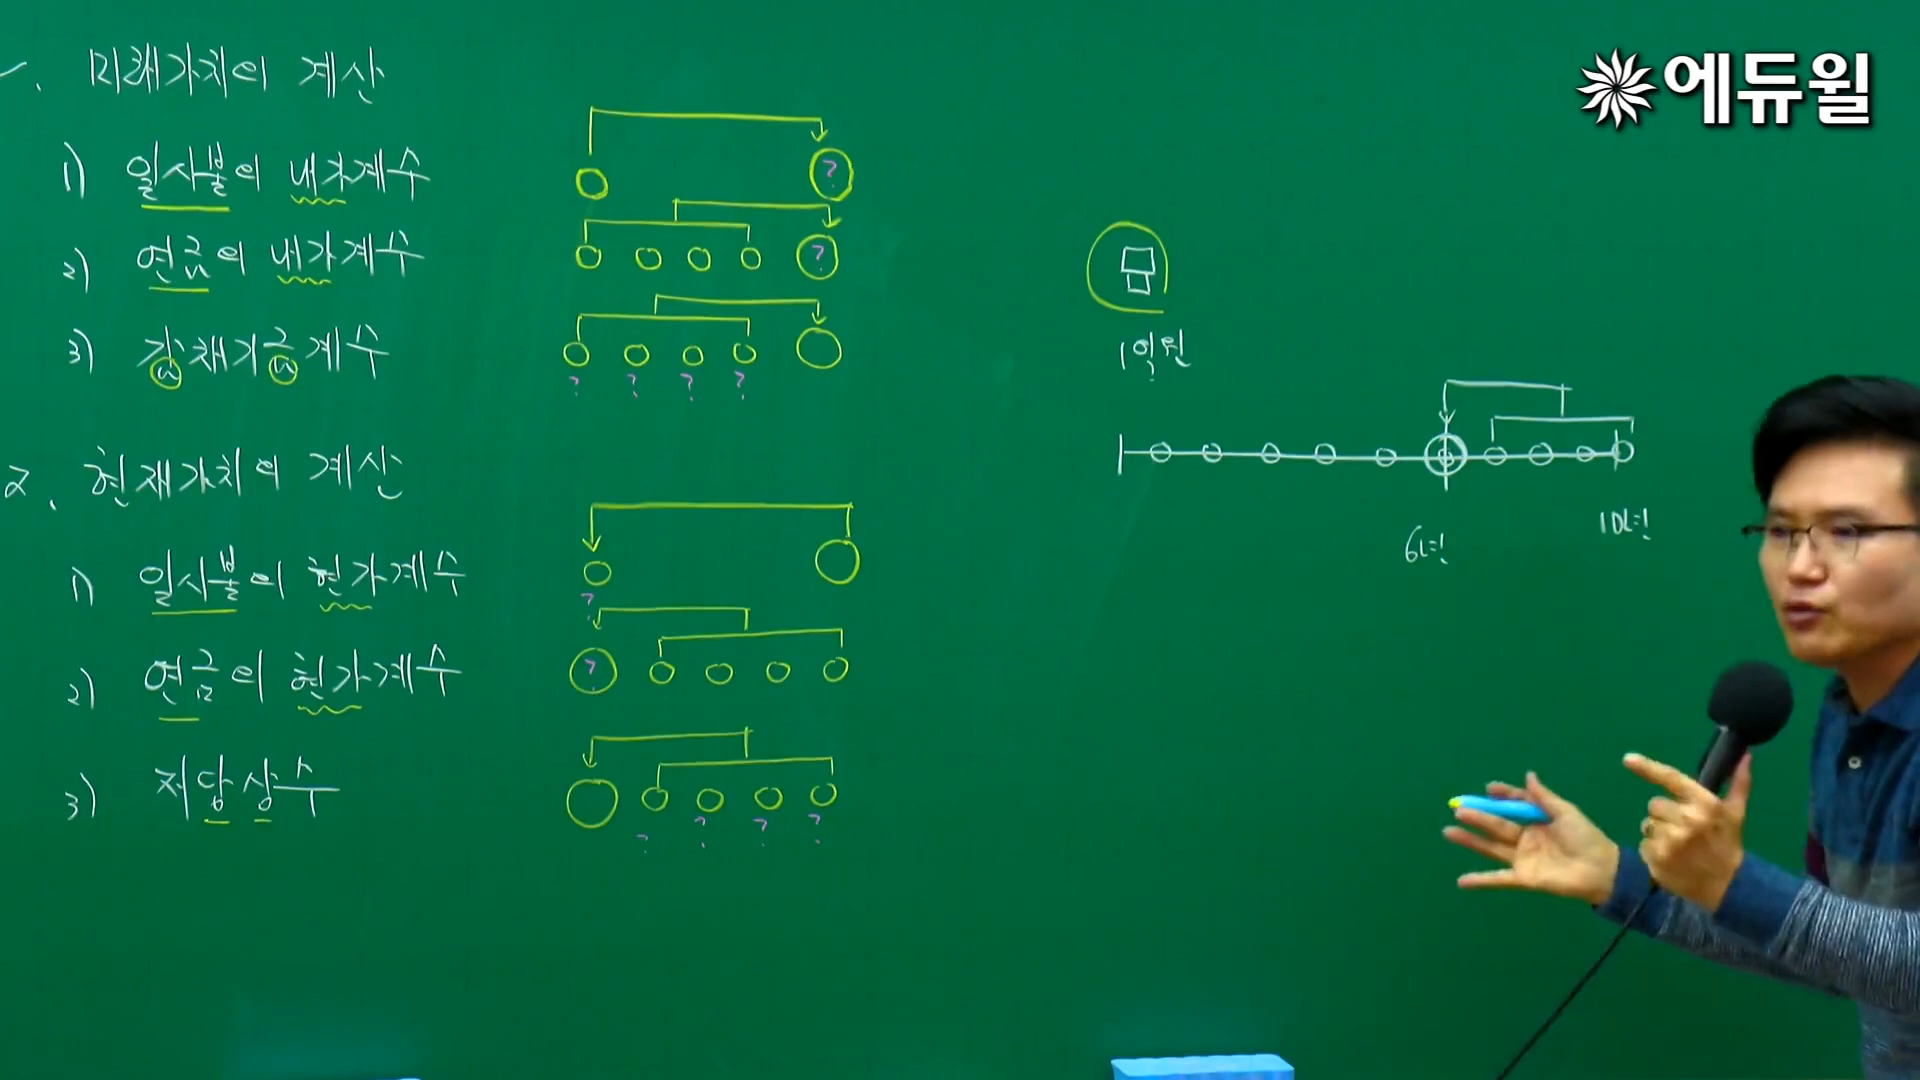 에듀윌
1. 미래가치의 계산
1) 일시불의 내가계수
?
2) 연금의 내가계수
?
3) 감채기금계수
? ? ? ?
2. 현재가치의 계산
1) 일시불의 현가계수
?
2) 연금의 현가계수
?
3) 저당상수
? ? ? ?
1억원
6년
10년